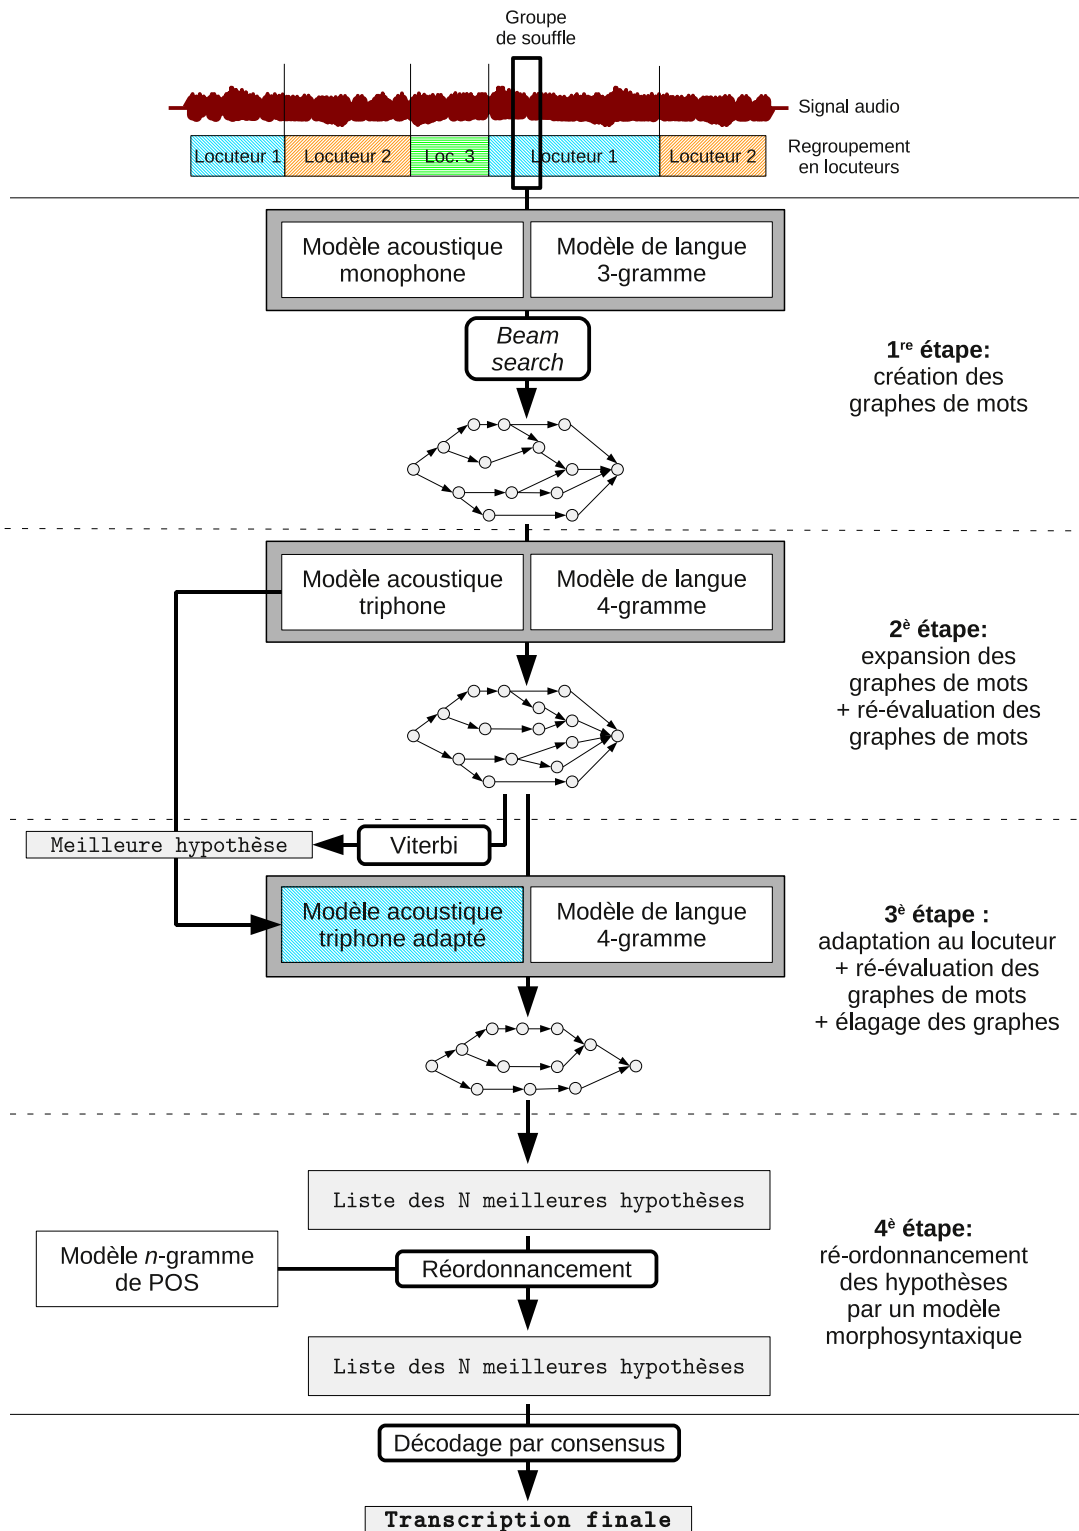 Groupe
de souffle
Signal audio
Locuteur 1
Locuteur 2
Loc. 3
Locuteur 1
Locuteur 2
Regroupement
en locuteurs
Modèle acoustique
monophone
Modèle de langue
3-gramme
Beam
search
1re étape:
création des
graphes de mots
Modèle acoustique
triphone
Modèle de langue
4-gramme
2è étape:
expansion des
graphes de mots
+ ré-évaluation des
graphes de mots
Meilleure hypothèse
Viterbi
Modèle acoustique
triphone adapté
Modèle de langue
4-gramme
3è étape :
adaptation au locuteur
+ ré-évaluation des
graphes de mots
+ élagage des graphes
Liste des N meilleures hypothèses
Modèle n-gramme
de POS
Réordonnancement
Liste des N meilleures hypothèses
4è étape:
ré-ordonnancement
des hypothèses
par un modèle
morphosyntaxique
Décodage par consensus
Transcription finale